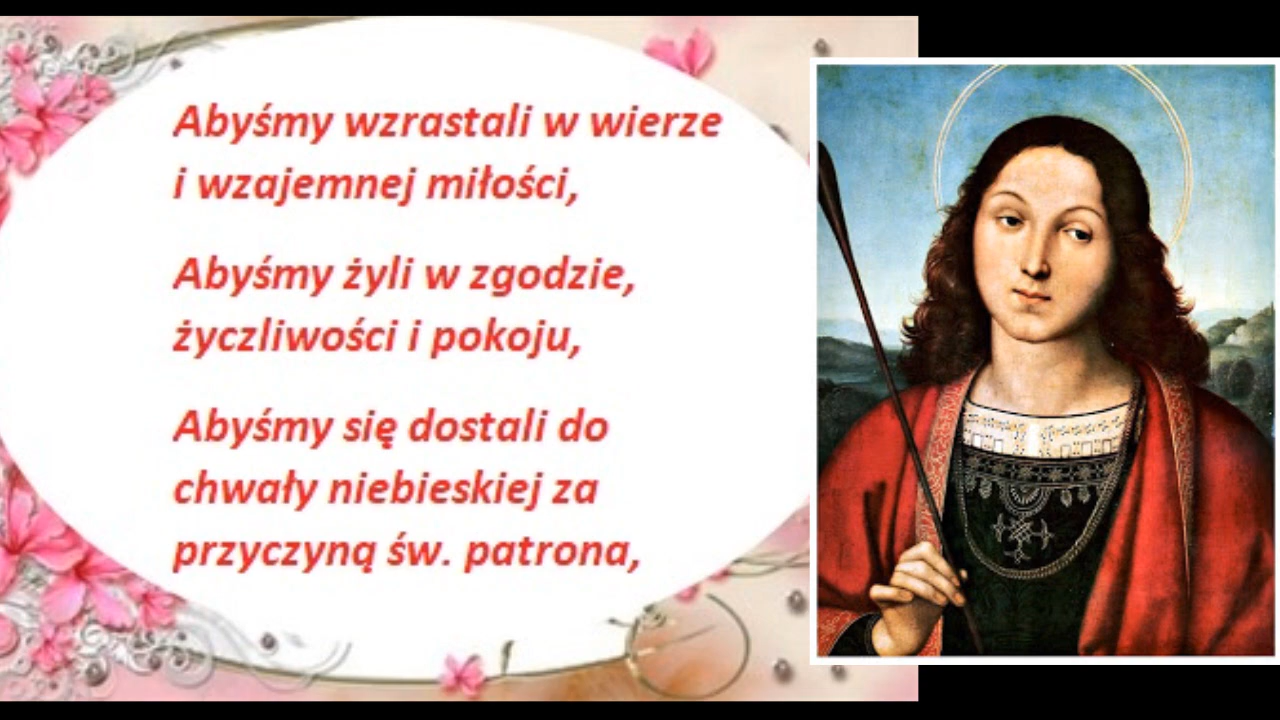 Abyśmy wzrastali w wierze
i wzajemnej miłości,
Abyśmy żyli w zgodzie,
życzliwości i pokoju,
Abyśmy się dostali do
chwały niebieskiej za
przyczyną św. patrona,